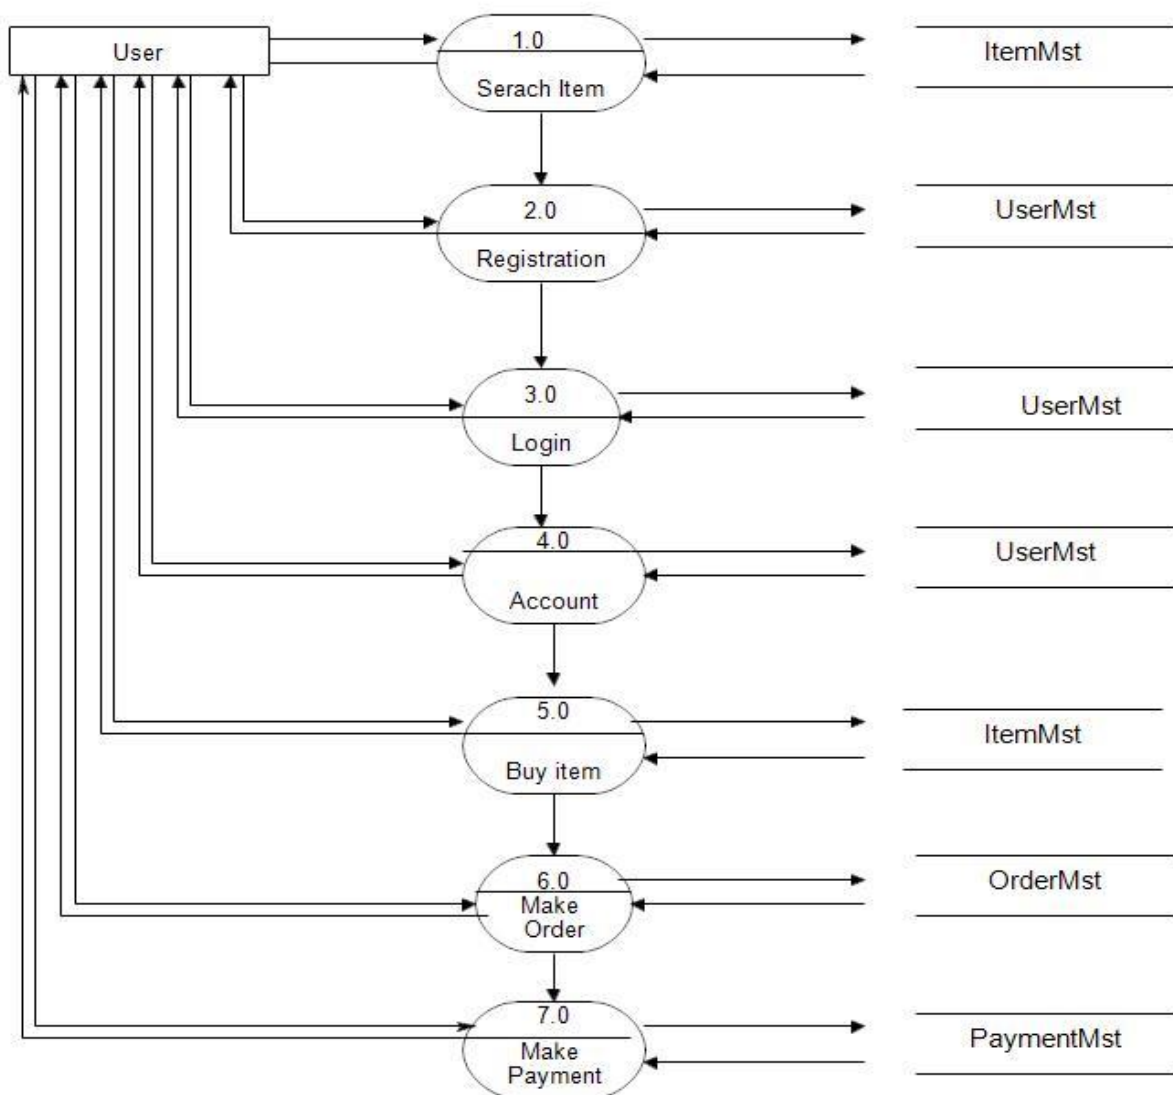 User
1.0
Serach Item
ItemMst
2.0
Registration
UserMst
3.0
Login
UserMst
4.0
Account
UserMst
5.0
Buy item
ItemMst
6.0
Make
Order
OrderMst
7.0
Make
Payment
PaymentMst